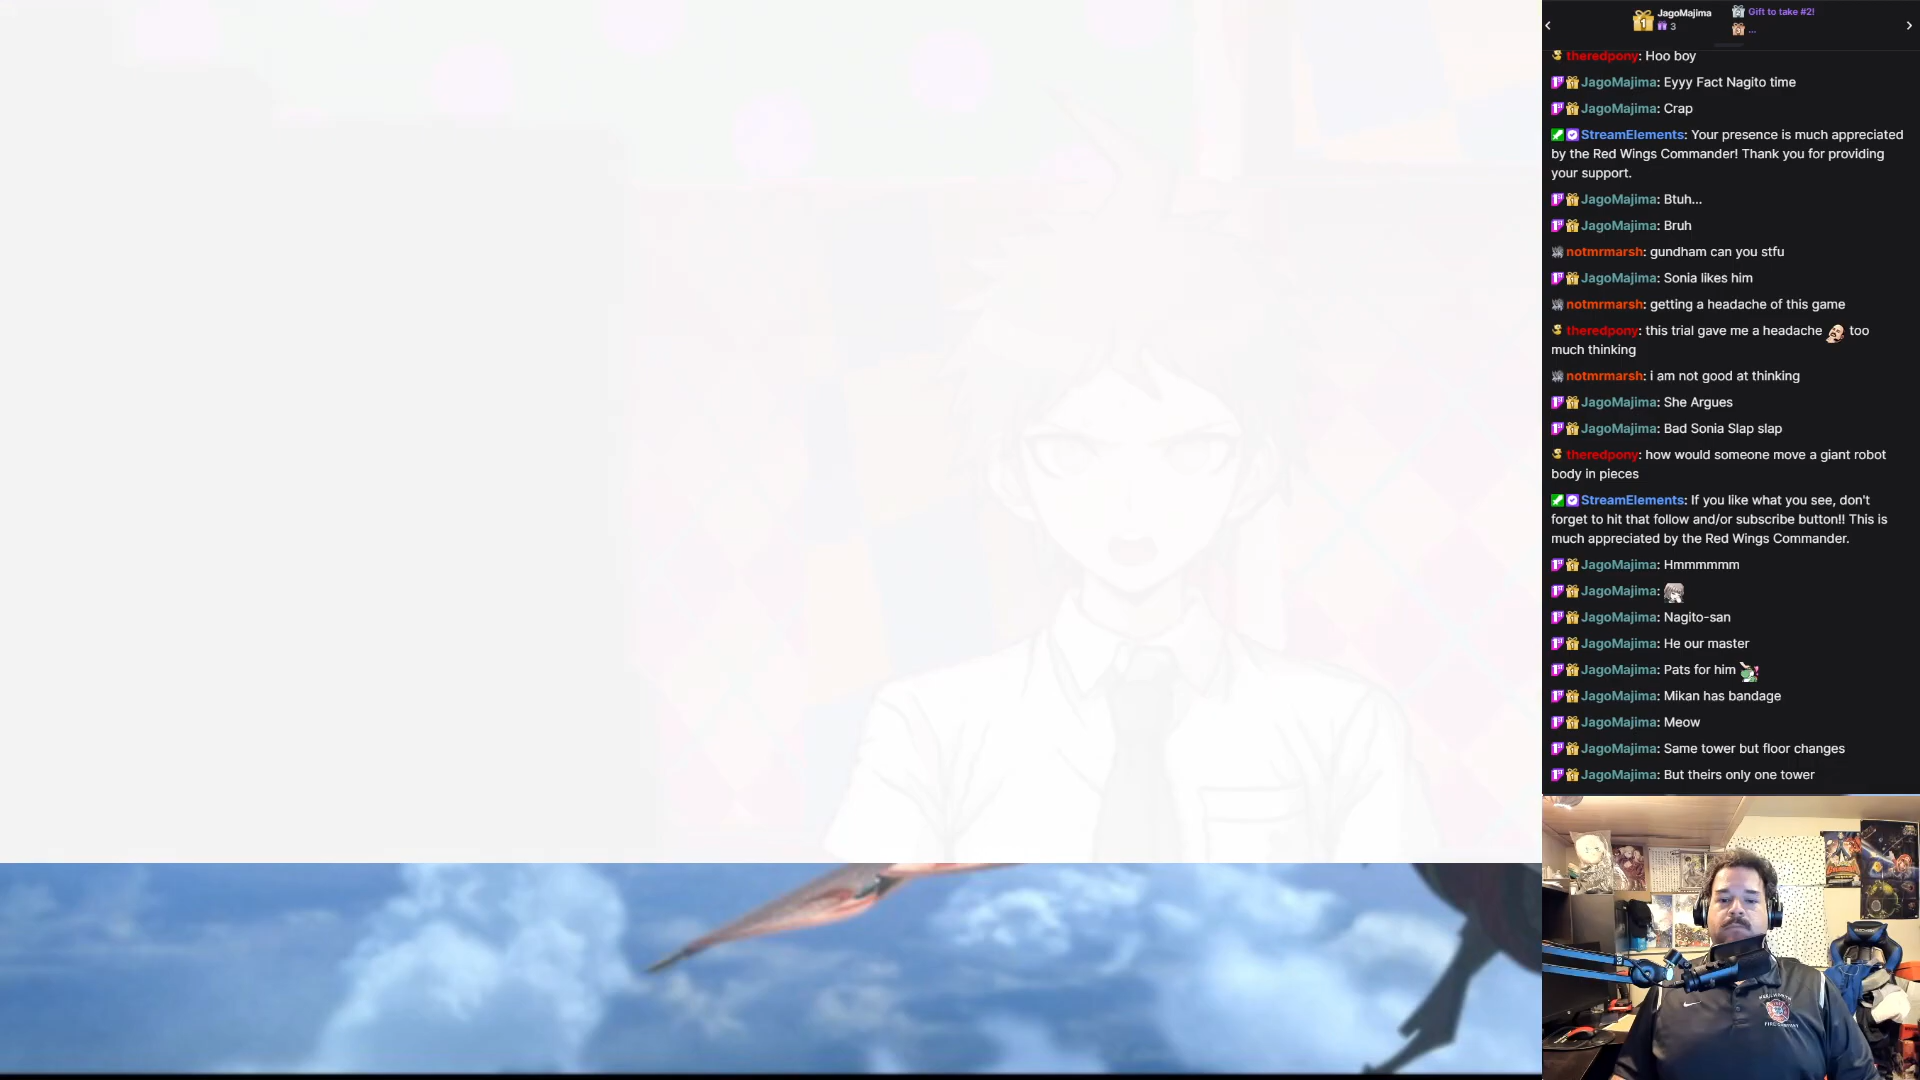 JagoMajima
3
Gift to take #2!
...
theredpony: Hoo boy
JagoMajima: Eyyy Fact Nagito time
JagoMajima: Crap
StreamElements: Your presence is much appreciated
by the Red Wings Commander! Thank you for providing
your support.
JagoMajima: Btuh...
JagoMajima: Bruh
notmrmarsh: gundham can you stfu
JagoMajima: Sonia likes him
notmrmarsh: getting a headache of this game
theredpony: this trial gave me a headache too
much thinking
notmrmarsh: i am not good at thinking
JagoMajima: She Argues
JagoMajima: Bad Sonia Slap slap
theredpony: how would someone move a giant robot
body in pieces
StreamElements: If you like what you see, don't
forget to hit that follow and/or subscribe button!! This is
much appreciated by the Red Wings Commander.
JagoMajima: Hmmmmmm
JagoMajima:
JagoMajima: Nagito-san
JagoMajima: He our master
JagoMajima: Pats for him
JagoMajima: Mikan has bandage
JagoMajima: Meow
JagoMajima: Same tower but floor changes
JagoMajima: But theirs only one tower